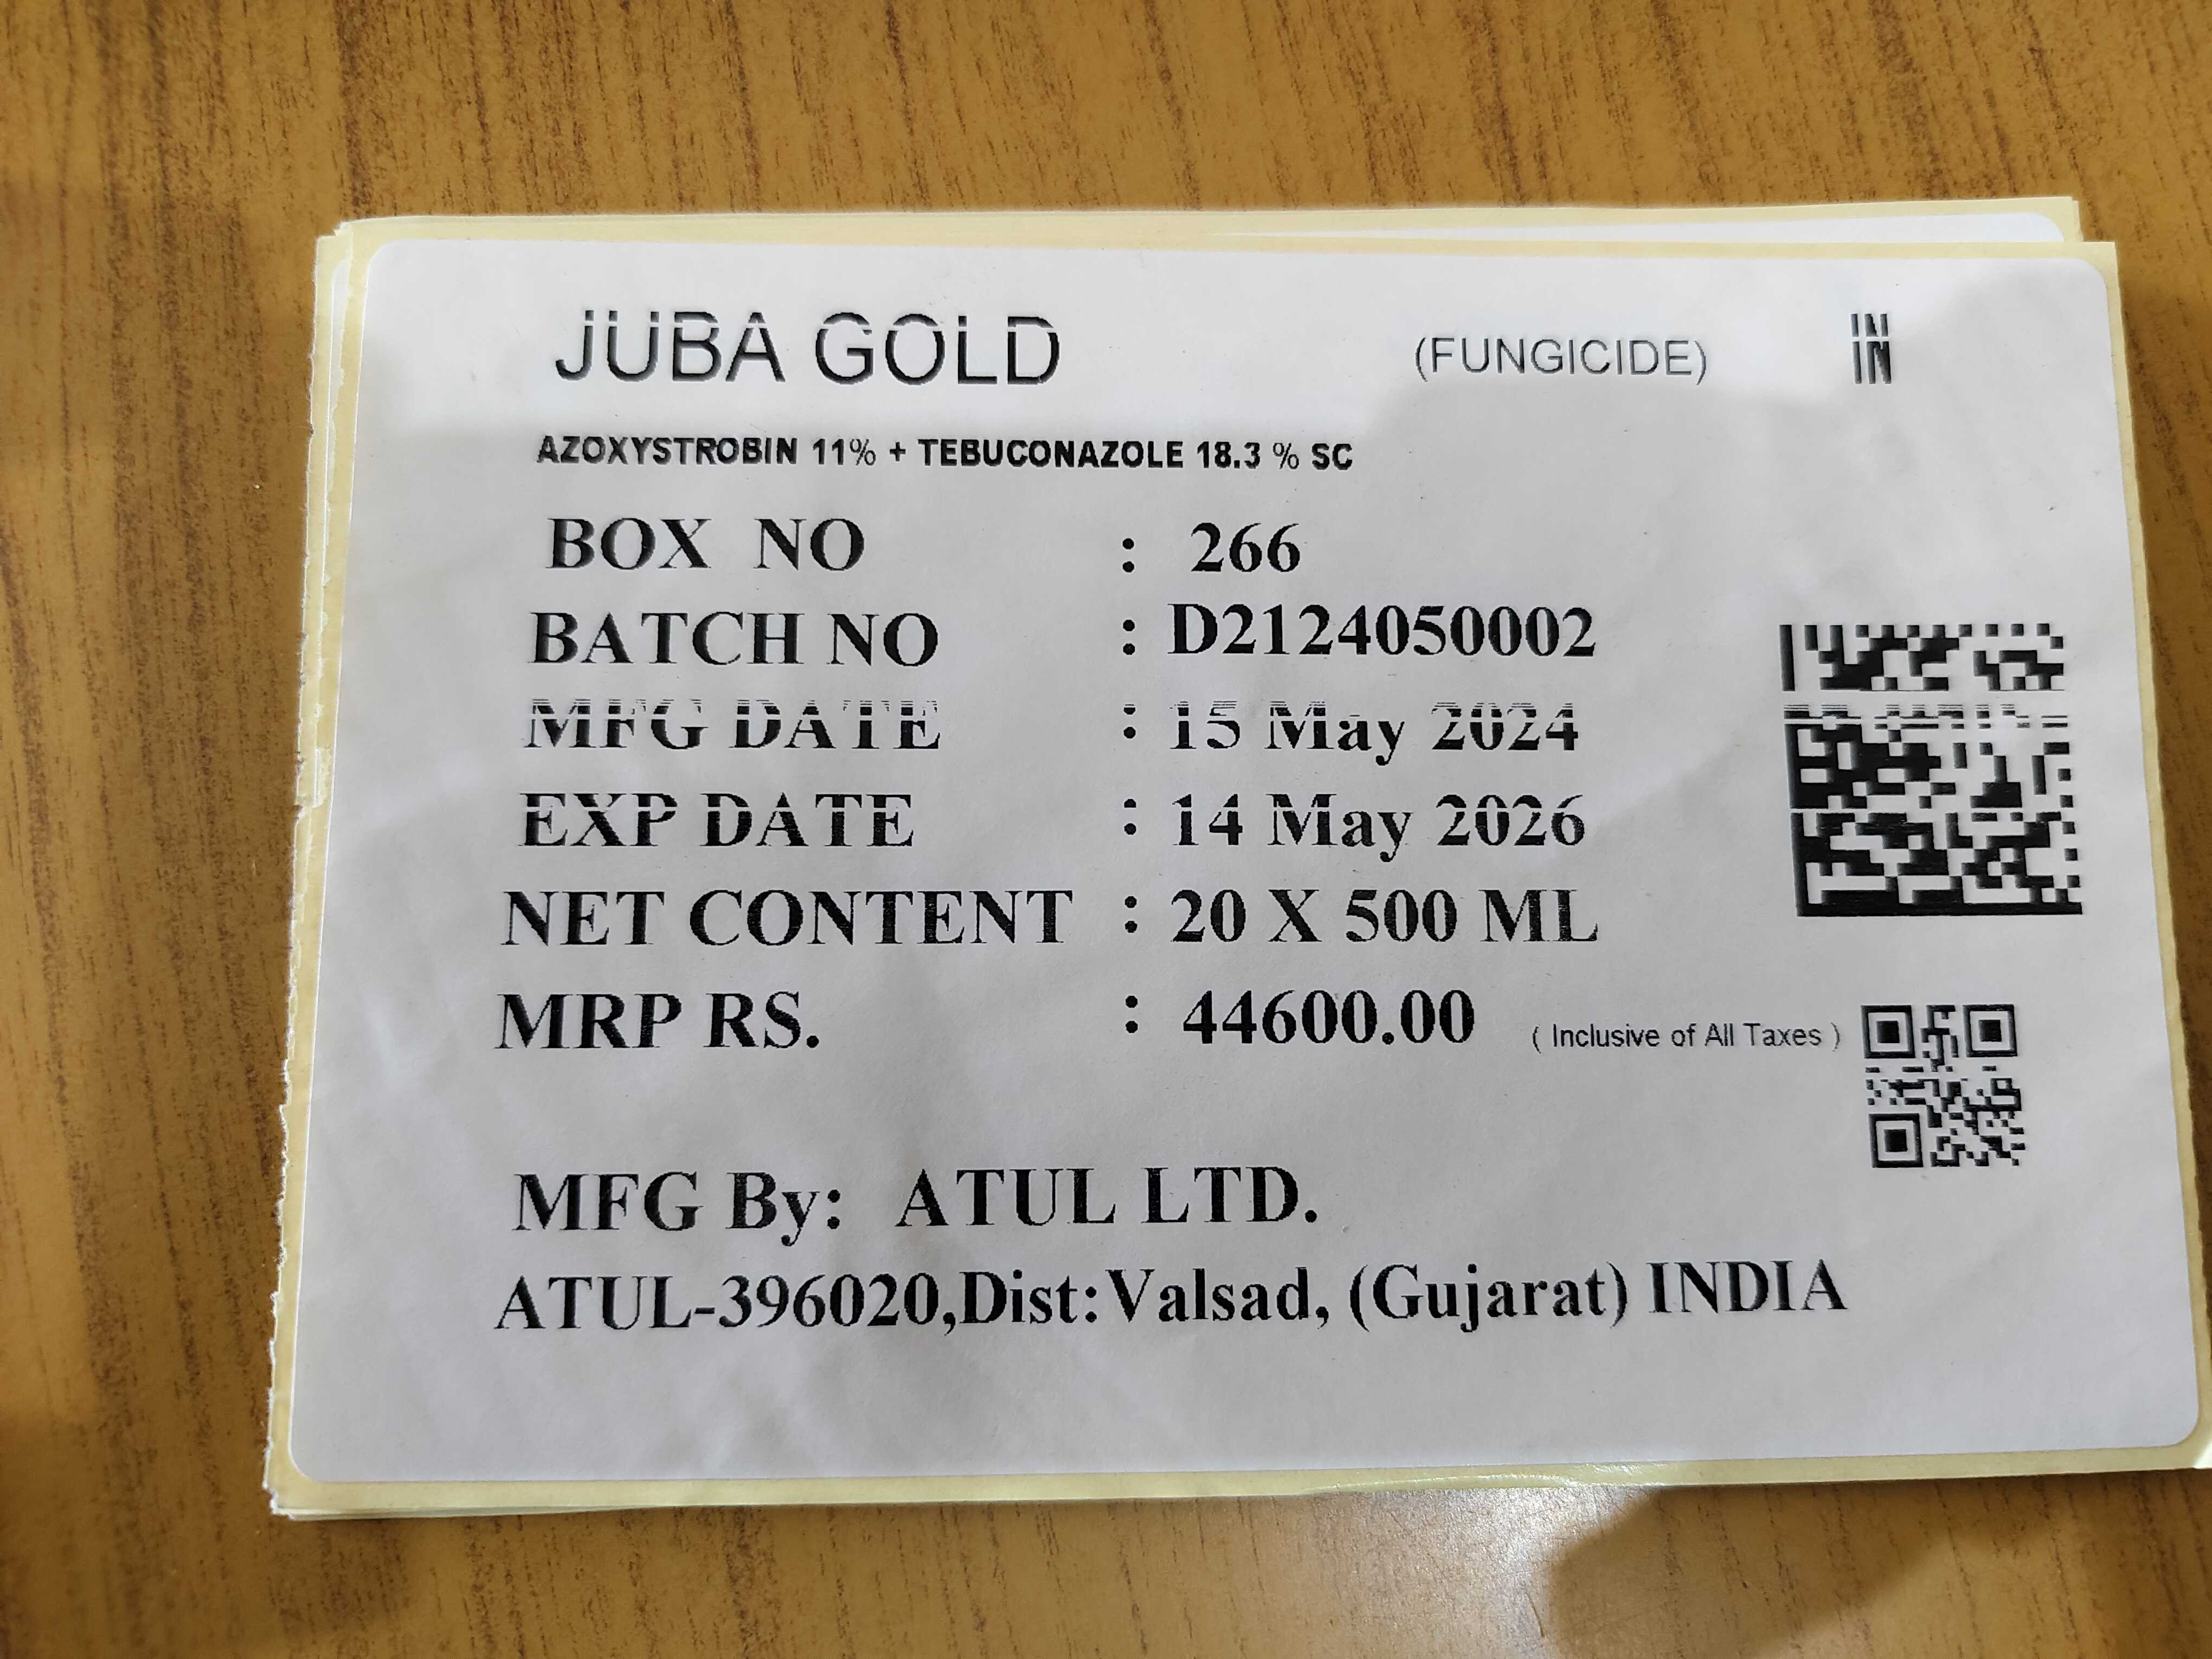 JUBA GOLD (FUNGICIDE) IN
AZOXYSTROBIN 11% + TEBUCONAZOLE 18.3 % SC
BOX NO : 266
BATCH NO : D2124050002
MFG DATE : 15 May 2024
EXP DATE : 14 May 2026
NET CONTENT : 20 X 500 ML
MRP RS. : 44600.00 ( Inclusive of All Taxes )
MFG By: ATUL LTD.
ATUL-396020,Dist:Valsad, (Gujarat) INDIA